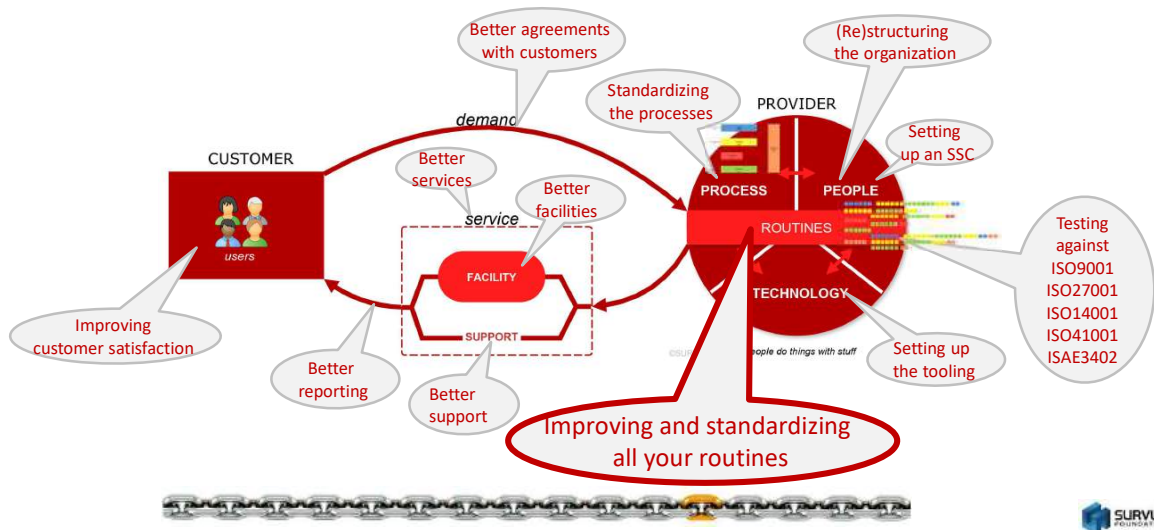 Better agreements
with customers
(Re)structuring
the organization
Standardizing
the processes
PROVIDER
demand
Setting
up an SSC
CUSTOMER
Better
services
PROCESS
PEOPLE
Better
facilities
service
ROUTINES
users
Testing
against
ISO9001
ISO27001
ISO14001
ISO41001
ISAE3402
FACILITY
TECHNOLOGY
Improving
customer satisfaction
SUPPORT
eople do things with stuff
Setting up
the tooling
Better
reporting
Better
support
Improving and standardizing
all your routines